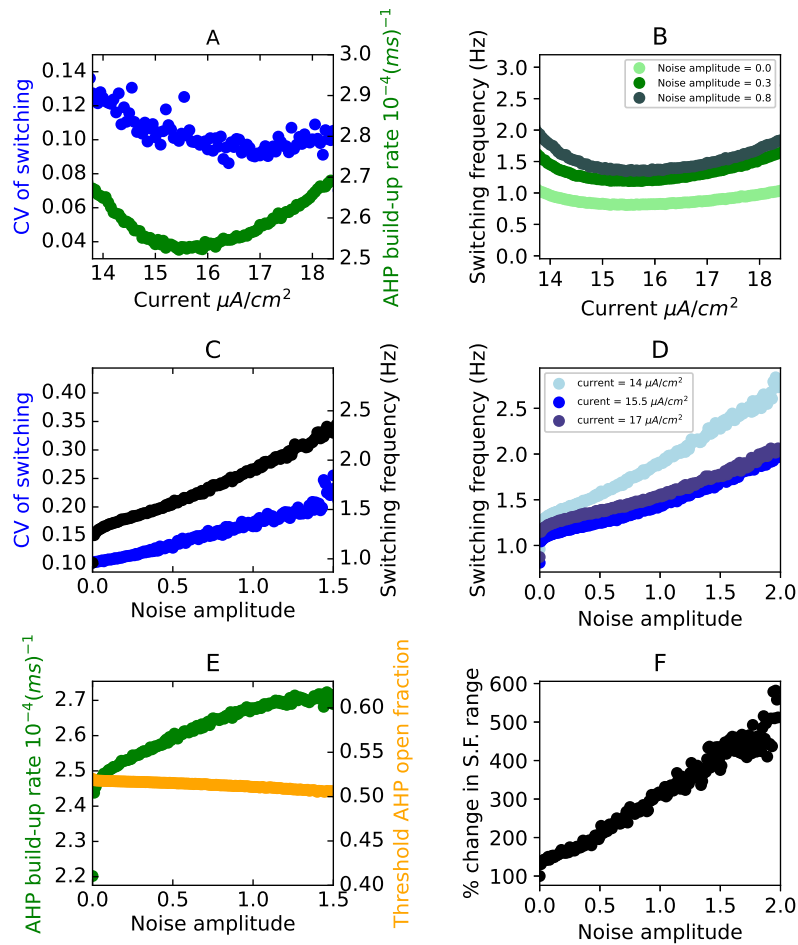 A
CV of switching
0.14
0.12
0.10
0.08
0.06
0.04
3.0
2.9
2.8
2.7
2.6
2.5
AHP build-up rate 10⁻⁴(ms)⁻¹
14 15 16 17 18
Current μA/cm²
B
Switching frequency (Hz)
3.0
2.5
2.0
1.5
1.0
0.5
0.0
Noise amplitude = 0.0
Noise amplitude = 0.3
Noise amplitude = 0.8
14 15 16 17 18
Current μA/cm²
C
CV of switching
0.40
0.35
0.30
0.25
0.20
0.15
0.10
2.5
2.0
1.5
1.0
Switching frequency (Hz)
0.0 0.5 1.0 1.5
Noise amplitude
D
Switching frequency (Hz)
2.5
2.0
1.5
1.0
current = 14 μA/cm²
curent = 15.5 μA/cm²
current = 17 μA/cm²
0.0 0.5 1.0 1.5 2.0
Noise amplitude
E
AHP build-up rate 10⁻⁴(ms)⁻¹
2.7
2.6
2.5
2.4
2.3
2.2
0.60
0.55
0.50
0.45
0.40
Threshold AHP open fraction
0.0 0.5 1.0 1.5
Noise amplitude
F
% change in S.F. range
600
500
400
300
200
100
0.0 0.5 1.0 1.5 2.0
Noise amplitude